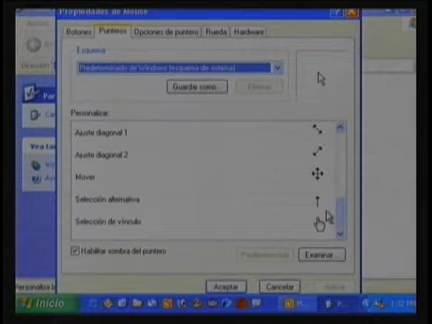 Propiedades de Mouse
Botones Punteros Opciones de puntero Rueda Hardware
Esquema
Predeterminado de Windows (esquema de sistema)
Guardar como... Eliminar
Personalizar:
Ajuste diagonal 1
Ajuste diagonal 2
Mover
Selección alternativa
Selección de vínculo
Habilitar sombra del puntero
Predeterminado Examinar...
Aceptar Cancelar Aplicar
Inicio